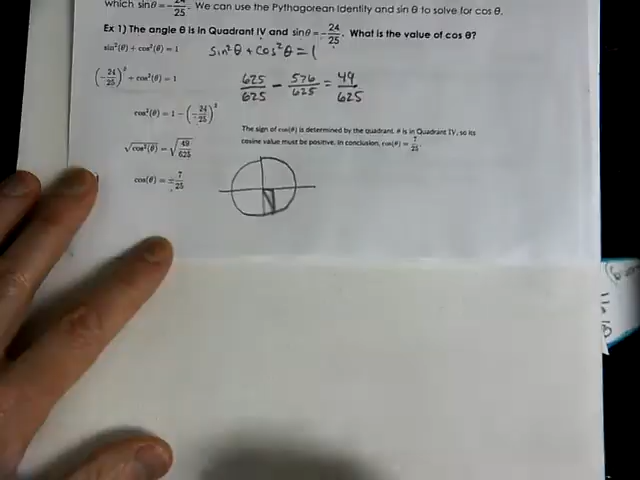 which sinθ = -24/25. We can use the Pythagorean Identity and sin θ to solve for cos θ.
Ex 1) The angle θ is in Quadrant IV and sinθ = -24/25. What is the value of cos θ?
sin²(θ) + cos²(θ) = 1
sin²θ + cos²θ = 1
(-24/25)² + cos²(θ) = 1
625/625 - 576/625 = 49/625
cos²(θ) = 1 - (-24/25)²
The sign of cos(θ) is determined by the quadrant. θ is in Quadrant IV, so its
cosine value must be positive. In conclusion, cos(θ) = 7/25.
√cos²(θ) = √49/625
cos(θ) = ±7/25